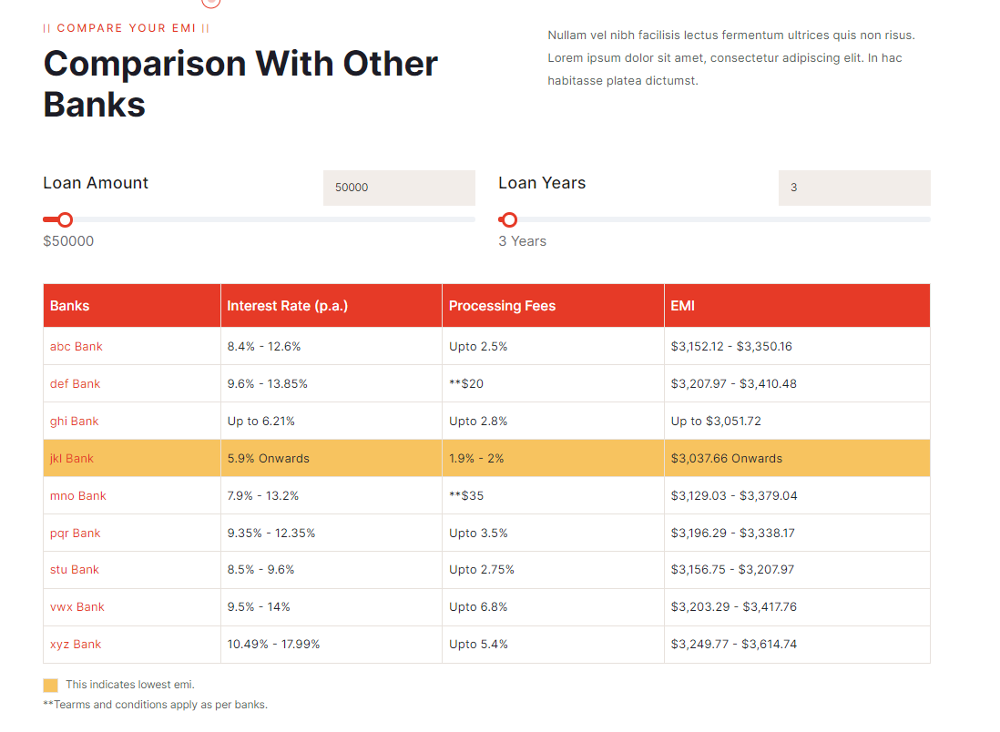 || COMPARE YOUR EMI ||
Comparison With Other
Banks
Nullam vel nibh facilisis lectus fermentum ultrices quis non risus.
Lorem ipsum dolor sit amet, consectetur adipiscing elit. In hac
habitasse platea dictumst.
Loan Amount 50000
$50000
Loan Years 3
3 Years
Banks Interest Rate (p.a.) Processing Fees EMI
abc Bank 8.4% - 12.6% Upto 2.5% $3,152.12 - $3,350.16
def Bank 9.6% - 13.85% **$20 $3,207.97 - $3,410.48
ghi Bank Up to 6.21% Upto 2.8% Up to $3,051.72
jkl Bank 5.9% Onwards 1.9% - 2% $3,037.66 Onwards
mno Bank 7.9% - 13.2% **$35 $3,129.03 - $3,379.04
pqr Bank 9.35% - 12.35% Upto 3.5% $3,196.29 - $3,338.17
stu Bank 8.5% - 9.6% Upto 2.75% $3,156.75 - $3,207.97
vwx Bank 9.5% - 14% Upto 6.8% $3,203.29 - $3,417.76
xyz Bank 10.49% - 17.99% Upto 5.4% $3,249.77 - $3,614.74
This indicates lowest emi.
**Tearms and conditions apply as per banks.